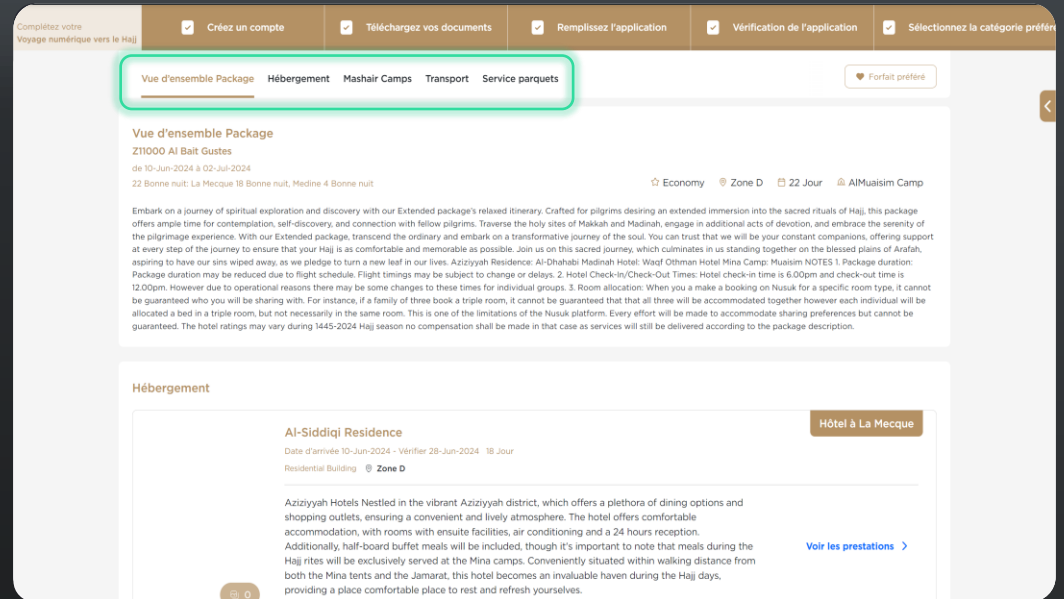 Complétez votre
Voyage numérique vers le Hajj
Créez un compte
Téléchargez vos documents
Remplissez l'application
Vérification de l'application
Sélectionnez la catégorie préfére
Vue d'ensemble Package Hébergement Mashair Camps Transport Service parquets
Forfait préféré
Vue d'ensemble Package
Z11000 Al Bait Gustes
de 10-Jun-2024 à 02-Jul-2024
22 Bonne nuit: La Mecque 18 Bonne nuit, Medine 4 Bonne nuit
Economy Zone D 22 Jour AlMuaisim Camp
Embark on a journey of spiritual exploration and discovery with our Extended package's relaxed itinerary. Crafted for pilgrims desiring an extended immersion into the sacred rituals of Hajj, this package
offers ample time for contemplation, self-discovery, and connection with fellow pilgrims. Traverse the holy sites of Makkah and Madinah, engage in additional acts of devotion, and embrace the serenity of
the pilgrimage experience. With our Extended package, transcend the ordinary and embark on a transformative journey of the soul. You can trust that we will be your constant companions, offering support
at every step of the journey to ensure that your Hajj is as comfortable and memorable as possible. Join us on this sacred journey, which culminates in us standing together on the blessed plains of Arafah,
aspiring to have our sins wiped away, as we pledge to turn a new leaf in our lives. Aziziyyah Residence: Al-Dhahabi Madinah Hotel: Waqf Othman Hotel Mina Camp: Muaisim NOTES 1. Package duration:
Package duration may be reduced due to flight schedule. Flight timings may be subject to change or delays. 2. Hotel Check-In/Check-Out Times: Hotel check-in time is 6.00pm and check-out time is
12.00pm. However due to operational reasons there may be some changes to these times for individual groups. 3. Room allocation: When you a make a booking on Nusuk for a specific room type, it cannot
be guaranteed who you will be sharing with. For instance, if a family of three book a triple room, it cannot be guaranteed that that all three will be accommodated together however each individual will be
allocated a bed in a triple room, but not necessarily in the same room. This is one of the limitations of the Nusuk platform. Every effort will be made to accommodate sharing preferences but cannot be
guaranteed. The hotel ratings may vary during 1445-2024 Hajj season no compensation shall be made in that case as services will still be delivered according to the package description.
Hébergement
Hôtel à La Mecque
Al-Siddiqi Residence
Date d'arrivée 10-Jun-2024 - Vérifier 28-Jun-2024 18 Jour
Residential Building Zone D
Aziziyyah Hotels Nestled in the vibrant Aziziyyah district, which offers a plethora of dining options and
shopping outlets, ensuring a convenient and lively atmosphere. The hotel offers comfortable
accommodation, with rooms with ensuite facilities, air conditioning and a 24 hours reception.
Additionally, half-board buffet meals will be included, though it's important to note that meals during the
Hajj rites will be exclusively served at the Mina camps. Conveniently situated within walking distance from
both the Mina tents and the Jamarat, this hotel becomes an invaluable haven during the Hajj days,
providing a place comfortable place to rest and refresh yourselves.
Voir les prestations
0